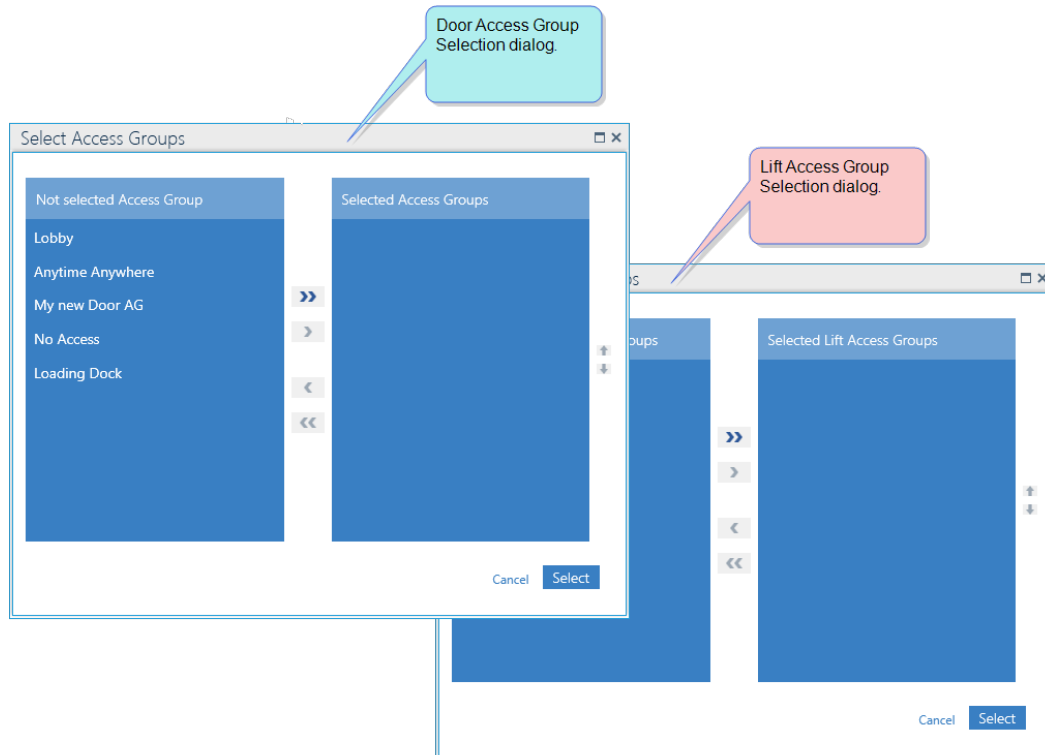 Door Access Group
Selection dialog.
Select Access Groups
Lift Access Group
Selection dialog.
Not selected Access Group
Selected Access Groups
Lobby
Anytime Anywhere
My new Door AG
No Access
Loading Dock
Selected Lift Access Groups
Cancel
Select
Cancel
Select